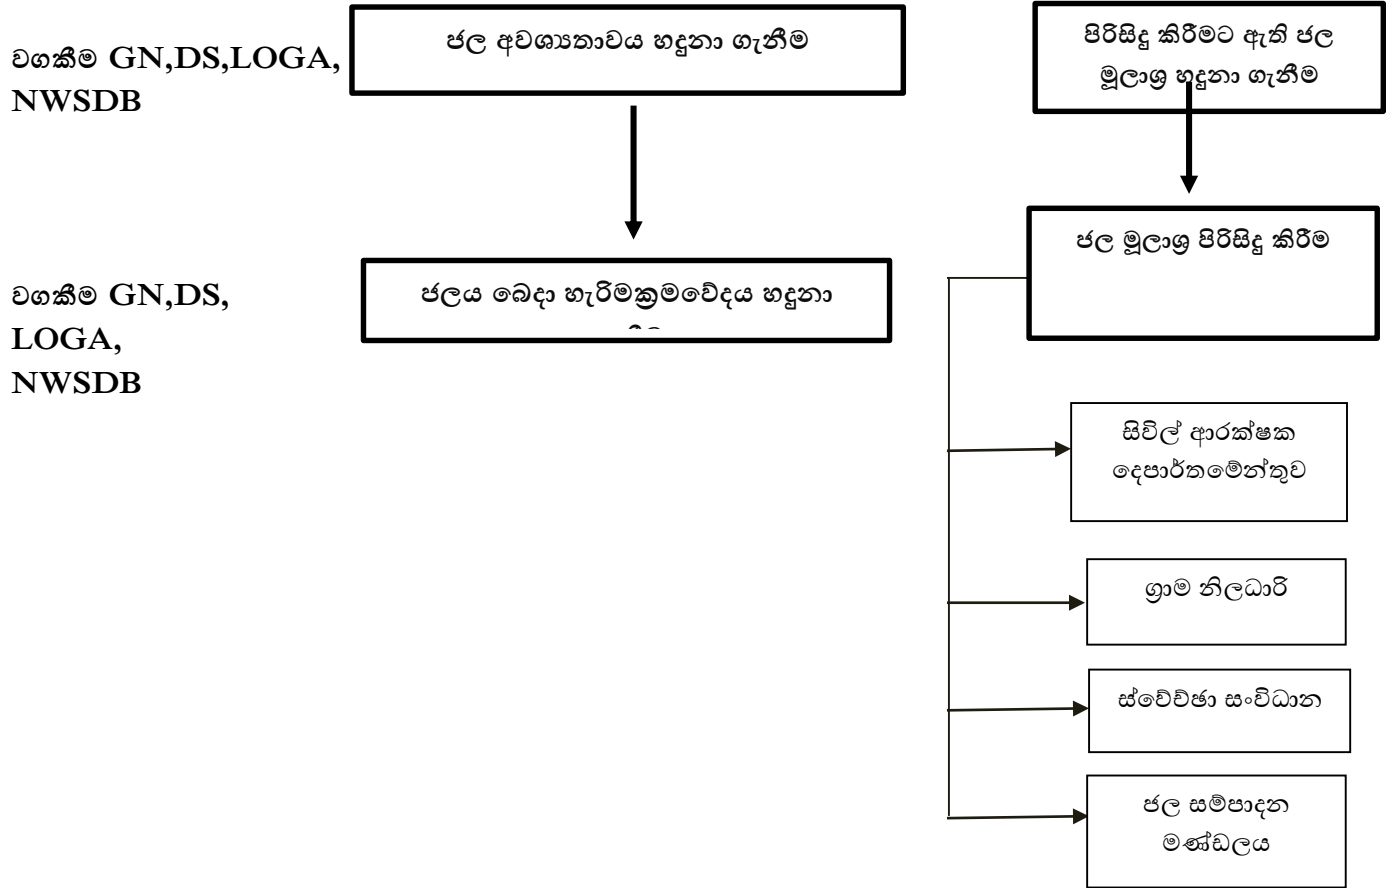 වගකීම GN,DS,LOGA,
NWSDB
ජල අවශ්‍යතාවය හදුනා ගැනීම
පිරිසිදු කිරීමට ඇති ජල
මූලාශ්‍ර හදුනා ගැනීම
වගකීම GN,DS,
LOGA,
NWSDB
ජලය බෙදා හැරිමක්‍රමවේදය හදුනා
ජල මූලාශ්‍ර පිරිසිදු කිරීම
සිවිල් ආරක්ෂක
දෙපාර්තමේන්තුව
ග්‍රාම නිලධාරි
ස්වේච්ඡා සංවිධාන
ජල සම්පාදන
මණ්ඩලය